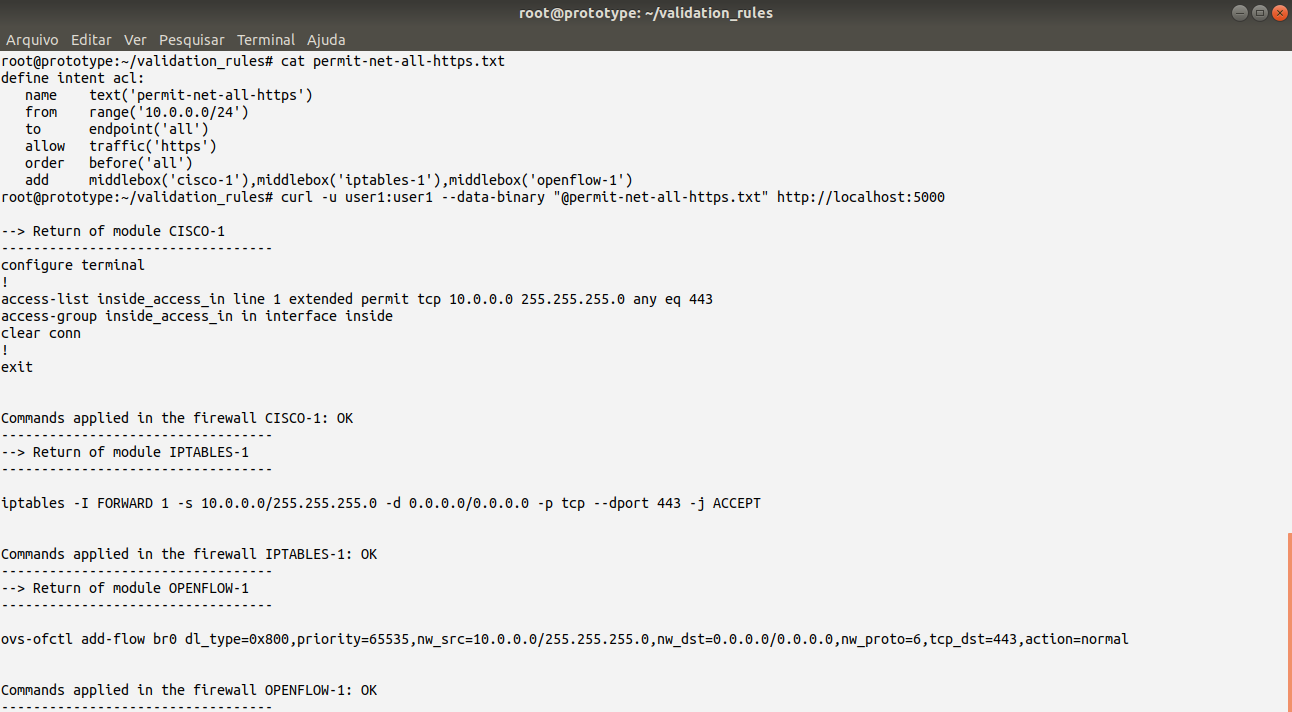 root@prototype: ~/validation_rules
Arquivo Editar Ver Pesquisar Terminal Ajuda
root@prototype:~/validation_rules# cat permit-net-all-https.txt
define intent acl:
   name    text('permit-net-all-https')
   from    range('10.0.0.0/24')
   to      endpoint('all')
   allow   traffic('https')
   order   before('all')
   add     middlebox('cisco-1'),middlebox('iptables-1'),middlebox('openflow-1')
root@prototype:~/validation_rules# curl -u user1:user1 --data-binary "@permit-net-all-https.txt" http://localhost:5000
--> Return of module CISCO-1
----------------------------------
configure terminal
!
access-list inside_access_in line 1 extended permit tcp 10.0.0.0 255.255.255.0 any eq 443
access-group inside_access_in in interface inside
clear conn
!
exit
Commands applied in the firewall CISCO-1: OK
----------------------------------
--> Return of module IPTABLES-1
----------------------------------
iptables -I FORWARD 1 -s 10.0.0.0/255.255.255.0 -d 0.0.0.0/0.0.0.0 -p tcp --dport 443 -j ACCEPT
Commands applied in the firewall IPTABLES-1: OK
----------------------------------
--> Return of module OPENFLOW-1
----------------------------------
ovs-ofctl add-flow br0 dl_type=0x800,priority=65535,nw_src=10.0.0.0/255.255.255.0,nw_dst=0.0.0.0/0.0.0.0,nw_proto=6,tcp_dst=443,action=normal
Commands applied in the firewall OPENFLOW-1: OK
----------------------------------